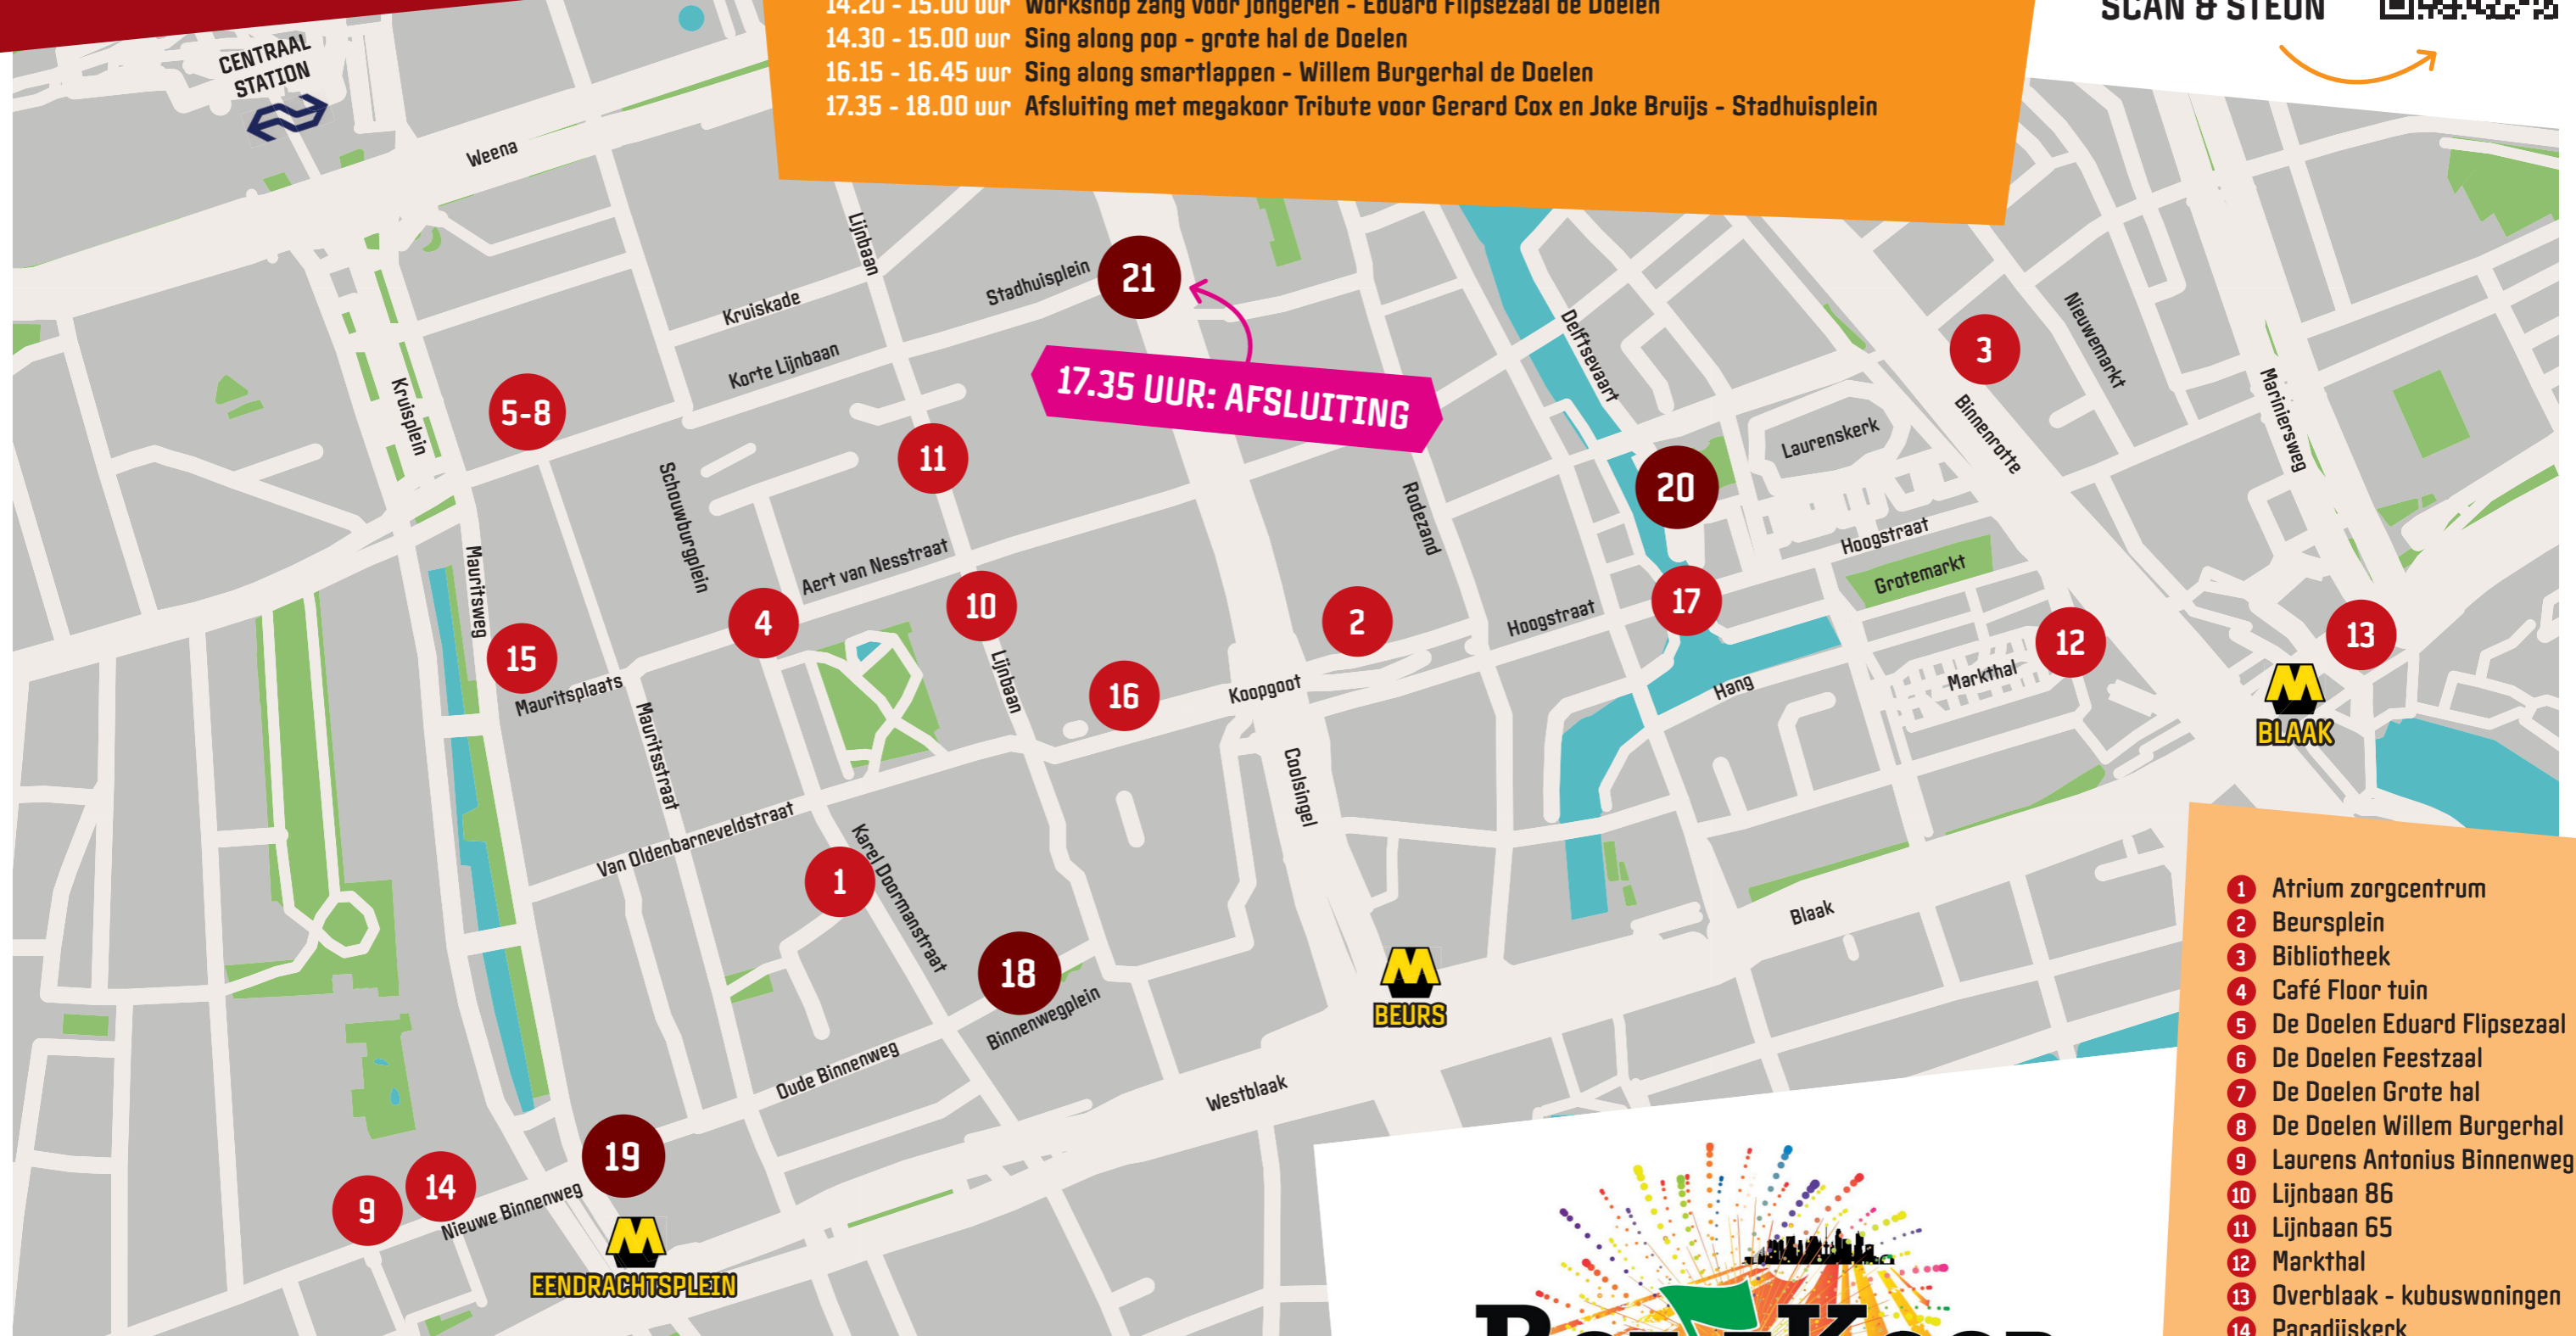 14.20 - 15.00 uur Workshop zang voor jongeren - Eduard Flipsezaal de Doelen
14.30 - 15.00 uur Sing along pop - grote hal de Doelen
16.15 - 16.45 uur Sing along smartlappen - Willem Burgerhal de Doelen
17.35 - 18.00 uur Afsluiting met megakoor Tribute voor Gerard Cox en Joke Bruijs - Stadhuisplein
SCAN & STEUN
CENTRAAL
STATION
Weena
Lijnbaan
Stadhuisplein
21
Kruiskade
Korte Lijnbaan
17.35 UUR: AFSLUITING
Delftsevaart
3
Nieuwemarkt
Kruisplein
5-8
Binnenrotte
Mariniersweg
Laurenskerk
11
Schouwburgplein
Rodezand
20
Hoogstraat
Aert van Nesstraat
Grotemarkt
Mauritsweg
4
10
2
Hoogstraat
17
12
13
15
Mauritsplaats
Lijnbaan
16
Koopgoot
Hang
Markthal
BLAAK
Mauritsstraat
Coolsingel
Van Oldenbarneveldstraat
1
Karel Doormanstraat
Blaak
18
Binnenwegplein
BEURS
Oude Binnenweg
Westblaak
19
9
14
Nieuwe Binnenweg
EENDRACHTSPLEIN
1 Atrium zorgcentrum
2 Beursplein
3 Bibliotheek
4 Café Floor tuin
5 De Doelen Eduard Flipsezaal
6 De Doelen Feestzaal
7 De Doelen Grote hal
8 De Doelen Willem Burgerhal
9 Laurens Antonius Binnenweg
10 Lijnbaan 86
11 Lijnbaan 65
12 Markthal
13 Overblaak - kubuswoningen
14 Paradijskerk